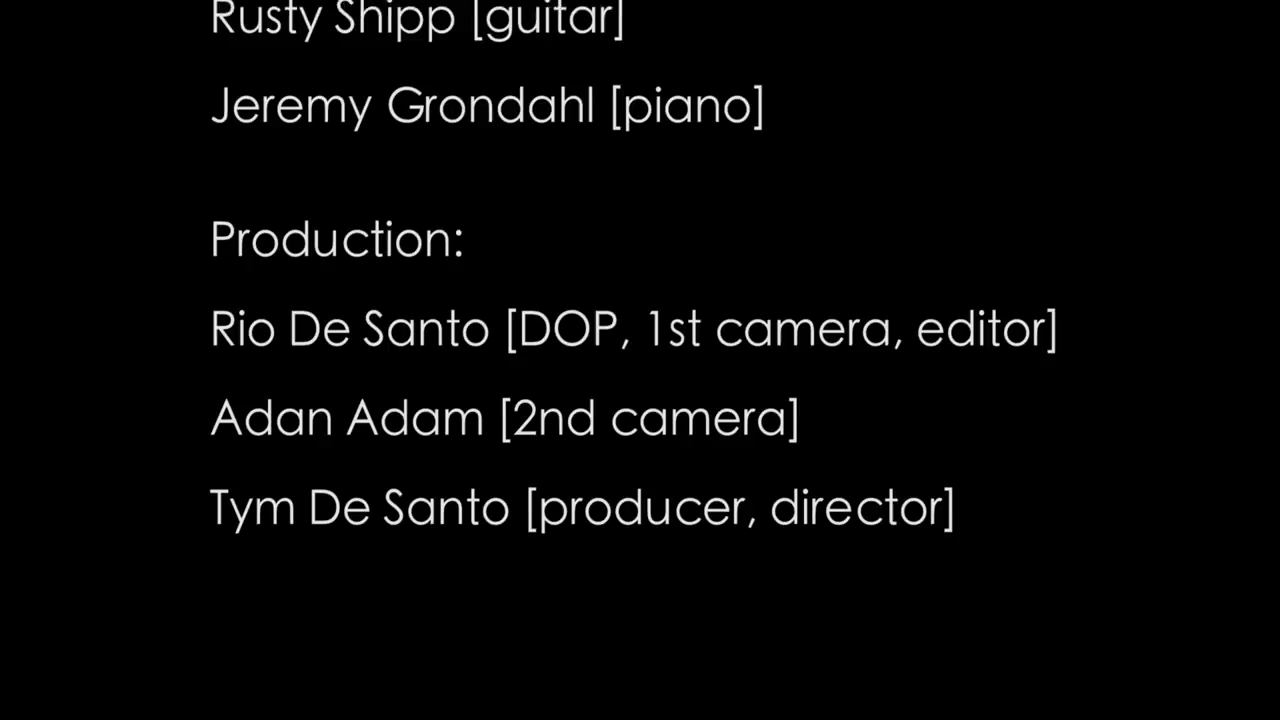 Rusty Shipp [guitar]
Jeremy Grondahl [piano]
Production:
Rio De Santo [DOP, 1st camera, editor]
Adan Adam [2nd camera]
Tym De Santo [producer, director]